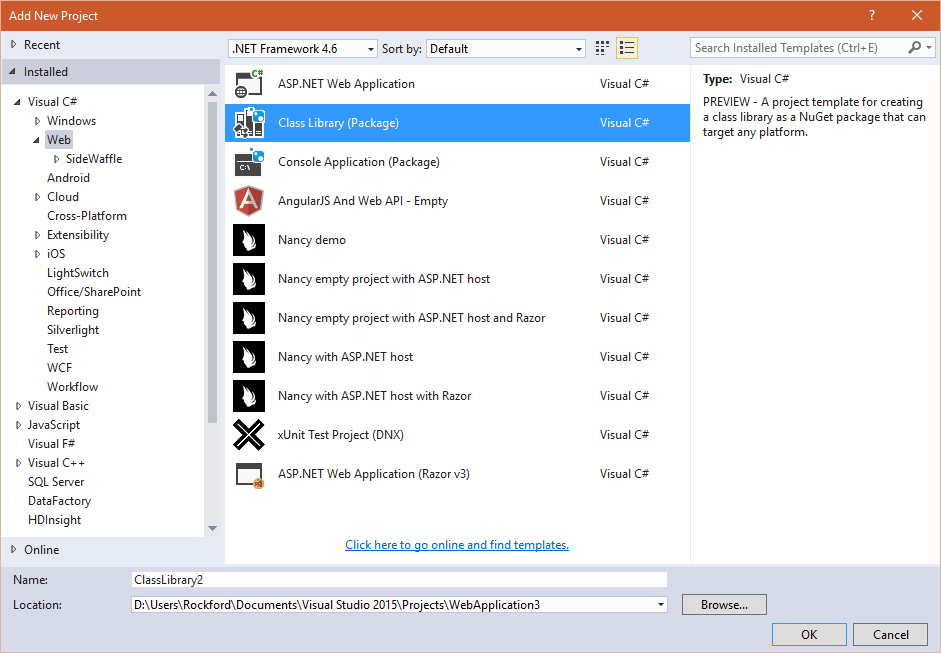 Add New Project
Recent
.NET Framework 4.6 Sort by: Default Search Installed Templates (Ctrl+E)
Installed
Visual C#
Windows
Web
SideWaffle
Android
Cloud
Cross-Platform
Extensibility
iOS
LightSwitch
Office/SharePoint
Reporting
Silverlight
Test
WCF
Workflow
Visual Basic
JavaScript
Visual F#
Visual C++
SQL Server
DataFactory
HDInsight
Online
C#
ASP.NET Web Application Visual C#
Class Library (Package) Visual C#
C:\
Console Application (Package) Visual C#
AngularJS And Web API - Empty Visual C#
Nancy demo Visual C#
Nancy empty project with ASP.NET host Visual C#
Nancy empty project with ASP.NET host and Razor Visual C#
Nancy with ASP.NET host Visual C#
Nancy with ASP.NET host with Razor Visual C#
xUnit Test Project (DNX) Visual C#
ASP.NET Web Application (Razor v3) Visual C#
Click here to go online and find templates.
Type: Visual C#
PREVIEW - A project template for creating
a class library as a NuGet package that can
target any platform.
Name: ClassLibrary2
Location: D:\Users\Rockford\Documents\Visual Studio 2015\Projects\WebApplication3 Browse...
OK Cancel